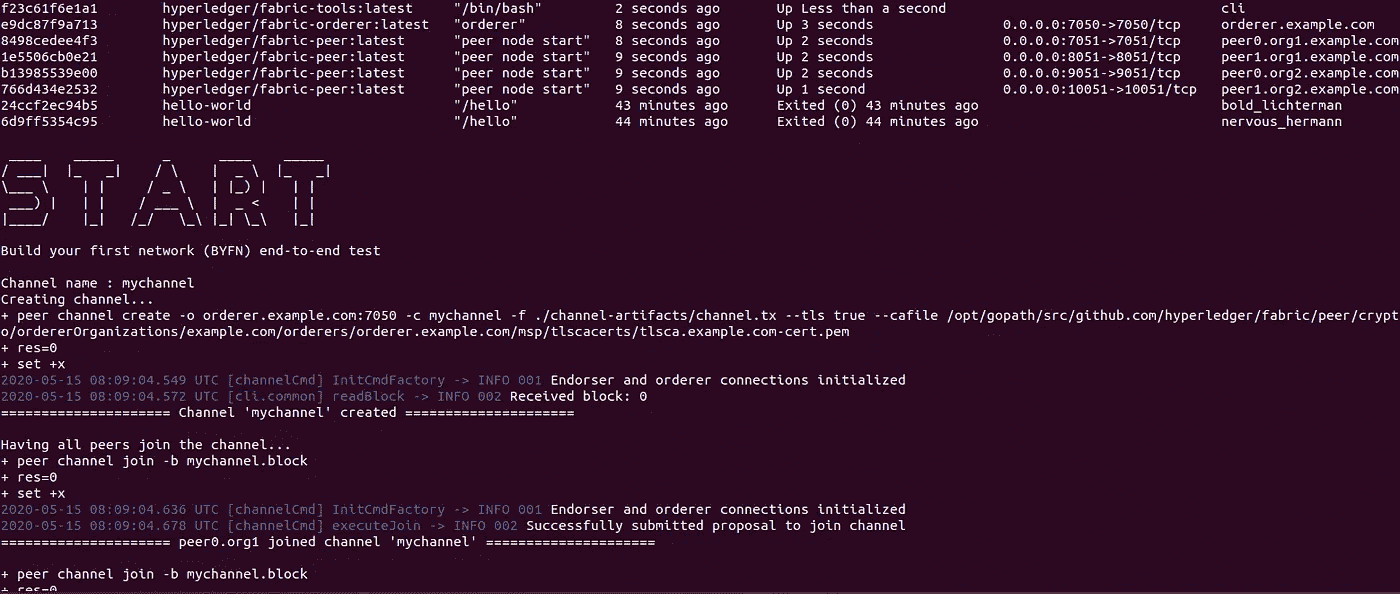 f23c61f6e1a1 hyperledger/fabric-tools:latest "/bin/bash" 2 seconds ago Up Less than a second cli
e9dc87f9a713 hyperledger/fabric-orderer:latest "orderer" 8 seconds ago Up 3 seconds 0.0.0.0:7050->7050/tcp orderer.example.com
8498cedee4f3 hyperledger/fabric-peer:latest "peer node start" 8 seconds ago Up 2 seconds 0.0.0.0:7051->7051/tcp peer0.org1.example.com
1e5506cb0e21 hyperledger/fabric-peer:latest "peer node start" 9 seconds ago Up 2 seconds 0.0.0.0:8051->8051/tcp peer1.org1.example.com
b13985539e00 hyperledger/fabric-peer:latest "peer node start" 9 seconds ago Up 2 seconds 0.0.0.0:9051->9051/tcp peer0.org2.example.com
766d434e2532 hyperledger/fabric-peer:latest "peer node start" 9 seconds ago Up 1 second 0.0.0.0:10051->10051/tcp peer1.org2.example.com
24ccf2ec94b5 hello-world "/hello" 43 minutes ago Exited (0) 43 minutes ago bold_lichterman
6d9ff5354c95 hello-world "/hello" 44 minutes ago Exited (0) 44 minutes ago nervous_hermann
START
Build your first network (BYFN) end-to-end test
Channel name : mychannel
Creating channel...
+ peer channel create -o orderer.example.com:7050 -c mychannel -f ./channel-artifacts/channel.tx --tls true --cafile /opt/gopath/src/github.com/hyperledger/fabric/peer/crypt
o/ordererOrganizations/example.com/orderers/orderer.example.com/msp/tlscacerts/tlsca.example.com-cert.pem
+ res=0
+ set +x
2020-05-15 08:09:04.549 UTC [channelCmd] InitCmdFactory -> INFO 001 Endorser and orderer connections initialized
2020-05-15 08:09:04.572 UTC [cli.common] readBlock -> INFO 002 Received block: 0
===================== Channel 'mychannel' created =====================
Having all peers join the channel...
+ peer channel join -b mychannel.block
+ res=0
+ set +x
2020-05-15 08:09:04.636 UTC [channelCmd] InitCmdFactory -> INFO 001 Endorser and orderer connections initialized
2020-05-15 08:09:04.678 UTC [channelCmd] executeJoin -> INFO 002 Successfully submitted proposal to join channel
===================== peer0.org1 joined channel 'mychannel' =====================
+ peer channel join -b mychannel.block
+ res=0